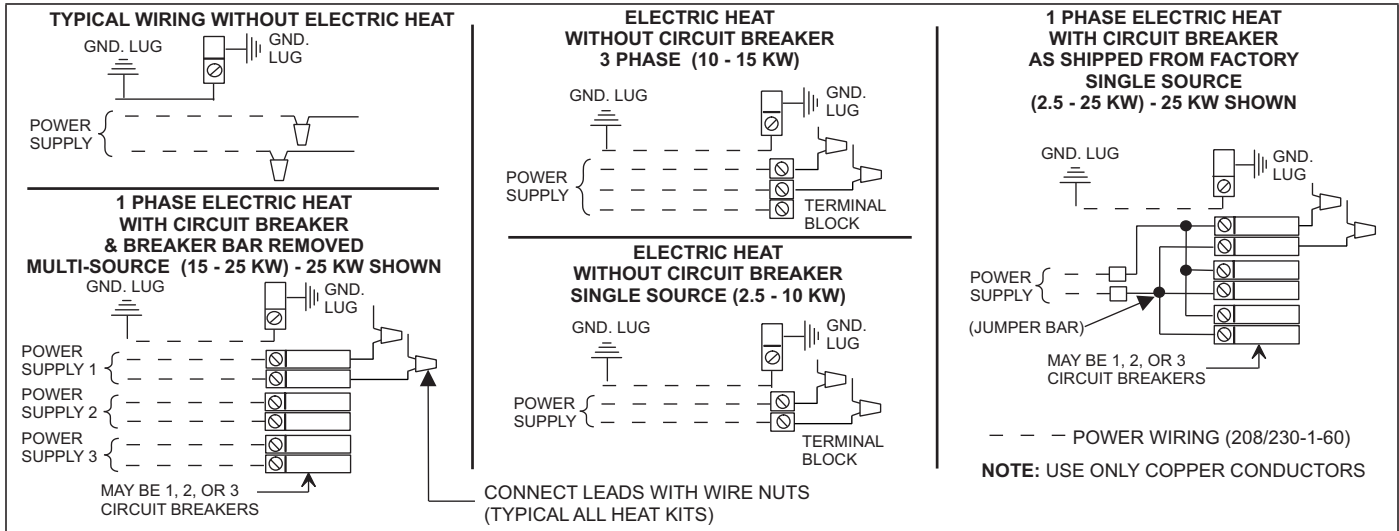 TYPICAL WIRING WITHOUT ELECTRIC HEAT
GND. LUG
GND.
LUG
POWER
SUPPLY
1 PHASE ELECTRIC HEAT
WITH CIRCUIT BREAKER
& BREAKER BAR REMOVED
MULTI-SOURCE (15 - 25 KW) - 25 KW SHOWN
GND. LUG
GND.
LUG
POWER
SUPPLY 1
POWER
SUPPLY 2
POWER
SUPPLY 3
MAY BE 1, 2, OR 3
CIRCUIT BREAKERS
CONNECT LEADS WITH WIRE NUTS
(TYPICAL ALL HEAT KITS)
ELECTRIC HEAT
WITHOUT CIRCUIT BREAKER
3 PHASE (10 - 15 KW)
GND. LUG
GND.
LUG
POWER
SUPPLY
TERMINAL
BLOCK
ELECTRIC HEAT
WITHOUT CIRCUIT BREAKER
SINGLE SOURCE (2.5 - 10 KW)
GND. LUG
GND.
LUG
POWER
SUPPLY
TERMINAL
BLOCK
1 PHASE ELECTRIC HEAT
WITH CIRCUIT BREAKER
AS SHIPPED FROM FACTORY
SINGLE SOURCE
(2.5 - 25 KW) - 25 KW SHOWN
GND. LUG
GND.
LUG
POWER
SUPPLY
(JUMPER BAR)
MAY BE 1, 2, OR 3
CIRCUIT BREAKERS
POWER WIRING (208/230-1-60)
NOTE: USE ONLY COPPER CONDUCTORS